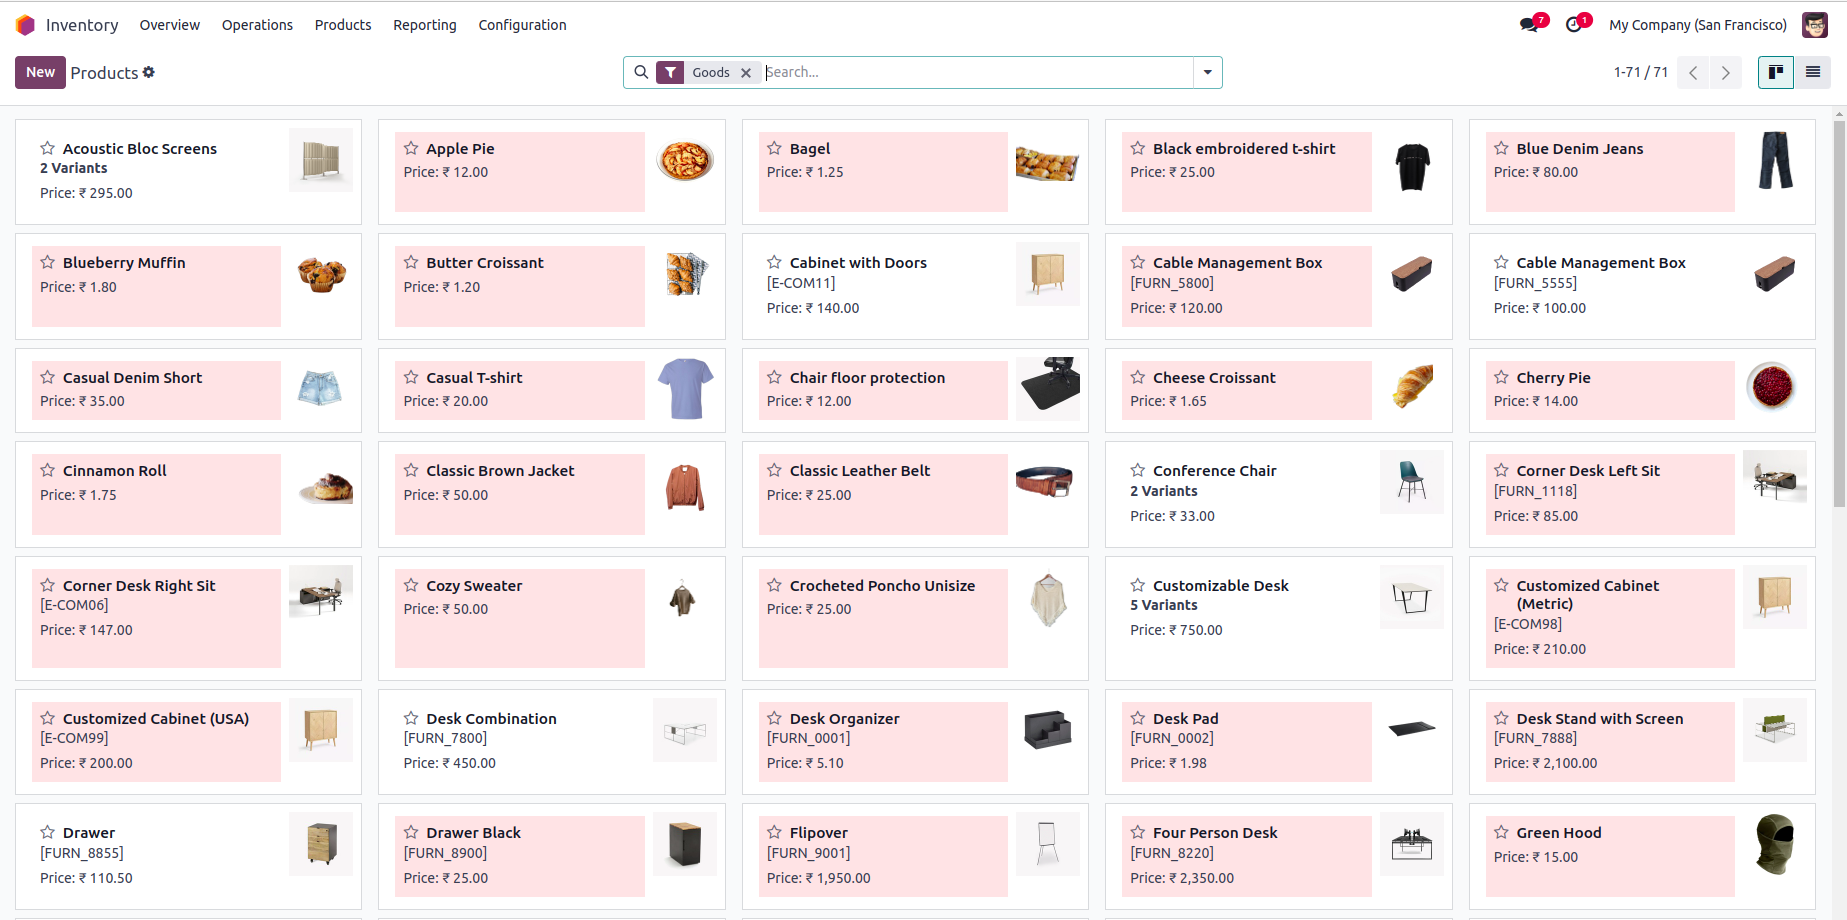 Inventory Overview Operations Products Reporting Configuration 7 1 My Company (San Francisco)
New Products Goods Search... 1-71 / 71
Acoustic Bloc Screens
2 Variants
Price: ₹ 295.00
Apple Pie
Price: ₹ 12.00
Bagel
Price: ₹ 1.25
Black embroidered t-shirt
Price: ₹ 25.00
Blue Denim Jeans
Price: ₹ 80.00
Blueberry Muffin
Price: ₹ 1.80
Butter Croissant
Price: ₹ 1.20
Cabinet with Doors
[E-COM11]
Price: ₹ 140.00
Cable Management Box
[FURN_5800]
Price: ₹ 120.00
Cable Management Box
[FURN_5555]
Price: ₹ 100.00
Casual Denim Short
Price: ₹ 35.00
Casual T-shirt
Price: ₹ 20.00
Chair floor protection
Price: ₹ 12.00
Cheese Croissant
Price: ₹ 1.65
Cherry Pie
Price: ₹ 14.00
Cinnamon Roll
Price: ₹ 1.75
Classic Brown Jacket
Price: ₹ 50.00
Classic Leather Belt
Price: ₹ 25.00
Conference Chair
2 Variants
Price: ₹ 33.00
Corner Desk Left Sit
[FURN_1118]
Price: ₹ 85.00
Corner Desk Right Sit
[E-COM06]
Price: ₹ 147.00
Cozy Sweater
Price: ₹ 50.00
Crocheted Poncho Unisize
Price: ₹ 25.00
Customizable Desk
5 Variants
Price: ₹ 750.00
Customized Cabinet
(Metric)
[E-COM98]
Price: ₹ 210.00
Customized Cabinet (USA)
[E-COM99]
Price: ₹ 200.00
Desk Combination
[FURN_7800]
Price: ₹ 450.00
Desk Organizer
[FURN_0001]
Price: ₹ 5.10
Desk Pad
[FURN_0002]
Price: ₹ 1.98
Desk Stand with Screen
[FURN_7888]
Price: ₹ 2,100.00
Drawer
[FURN_8855]
Price: ₹ 110.50
Drawer Black
[FURN_8900]
Price: ₹ 25.00
Flipover
[FURN_9001]
Price: ₹ 1,950.00
Four Person Desk
[FURN_8220]
Price: ₹ 2,350.00
Green Hood
Price: ₹ 15.00